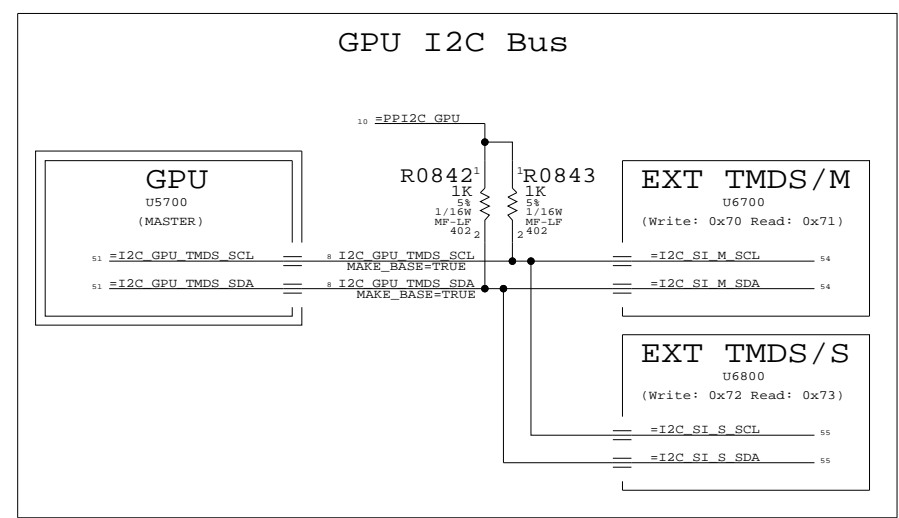 GPU I2C Bus
10 =PPI2C_GPU
GPU
U5700
(MASTER)
51 =I2C_GPU_TMDS_SCL
51 =I2C_GPU_TMDS_SDA
R0842 1
1K
5%
1/16W
MF-LF
402 2
1 R0843
1K
5%
1/16W
MF-LF
2 402
8 I2C_GPU_TMDS_SCL
MAKE_BASE=TRUE
8 I2C_GPU_TMDS_SDA
MAKE_BASE=TRUE
EXT TMDS/M
U6700
(Write: 0x70 Read: 0x71)
=I2C_SI_M_SCL 54
=I2C_SI_M_SDA 54
EXT TMDS/S
U6800
(Write: 0x72 Read: 0x73)
=I2C_SI_S_SCL 55
=I2C_SI_S_SDA 55